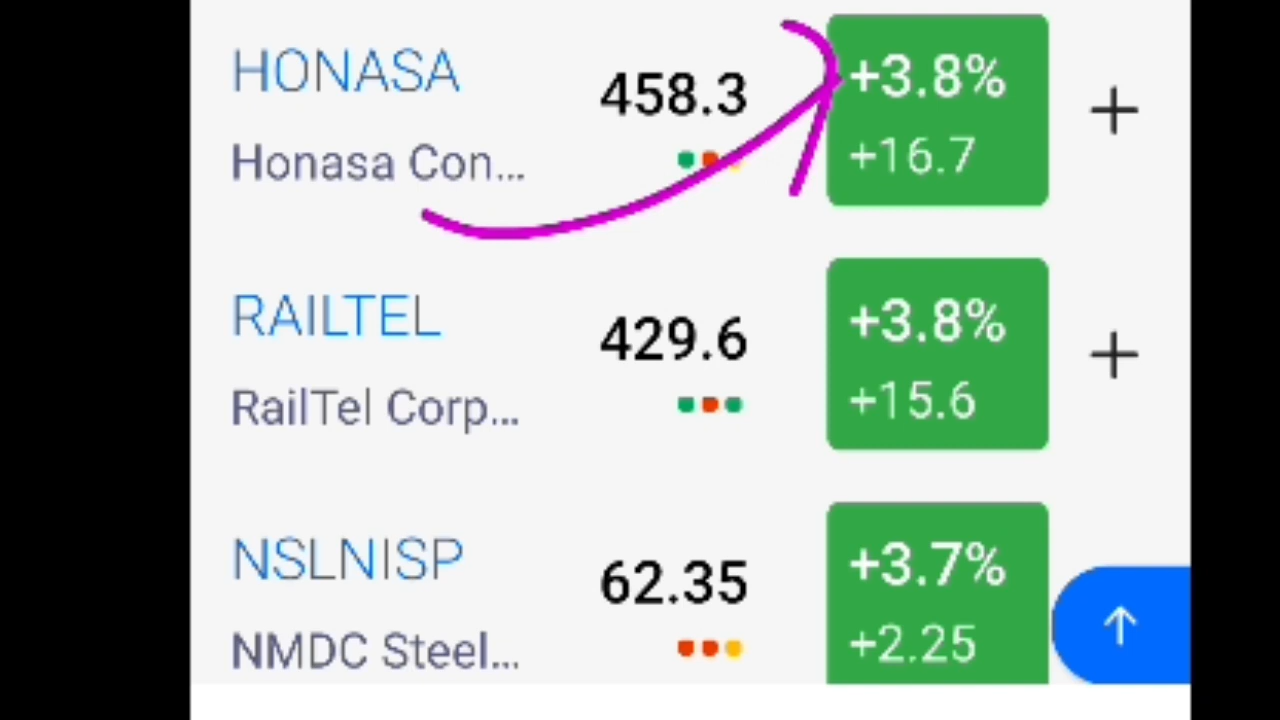 HONASA 458.3 +3.8% +
Honasa Con... +16.7
RAILTEL 429.6 +3.8% +
RailTel Corp... +15.6
NSLNISP 62.35 +3.7%
NMDC Steel... +2.25